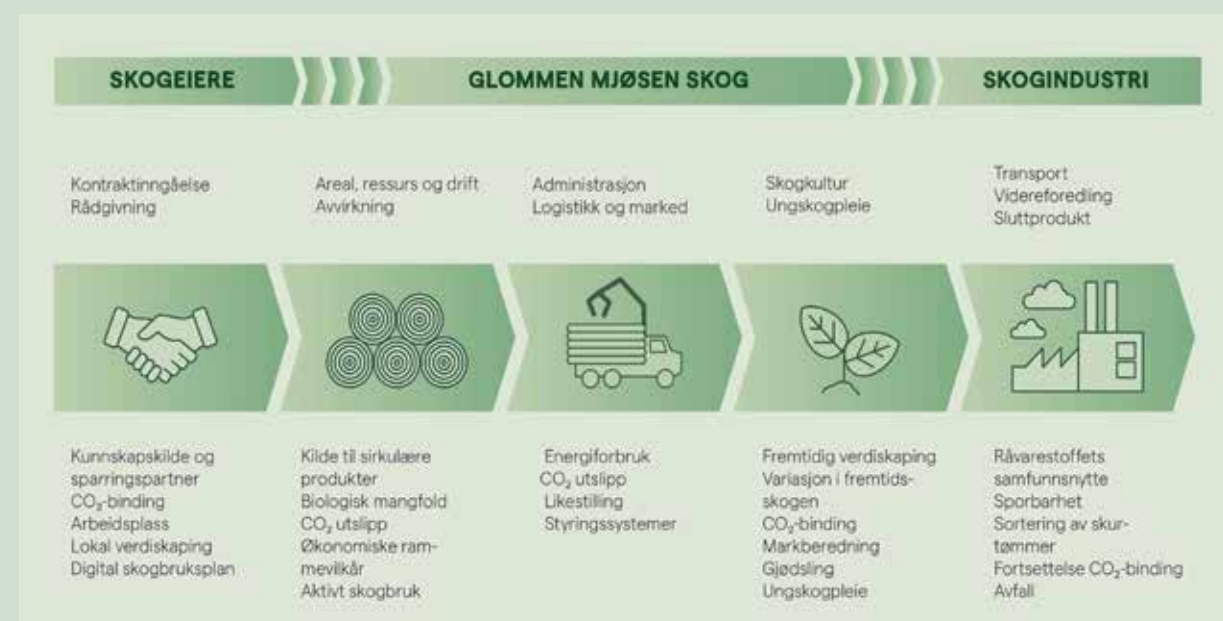 SKOGEIERE
GLOMMEN MJØSEN SKOG
SKOGINDUSTRI
Kontraktinngåelse
Rådgivning
Areal, ressurs og drift
Avvirkning
Administrasjon
Logistikk og marked
Skogkultur
Ungskogpleie
Transport
Videreforedling
Sluttprodukt
Kunnskapskilde og
sparringspartner
CO₂-binding
Arbeidsplass
Lokal verdiskaping
Digital skogbruksplan
Kilde til sirkulære
produkter
Biologisk mangfold
CO₂ utslipp
Økonomiske ram-
mevilkår
Aktivt skogbruk
Energiforbruk
CO₂ utslipp
Likestilling
Styringssystemer
Fremtidig verdiskaping
Variasjon i fremtids-
skogen
CO₂-binding
Markberedning
Gjødsling
Ungskogpleie
Råvarestoffets
samfunnsnytte
Sporbarhet
Sortering av skur-
tømmer
Fortsettelse CO₂-binding
Avfall